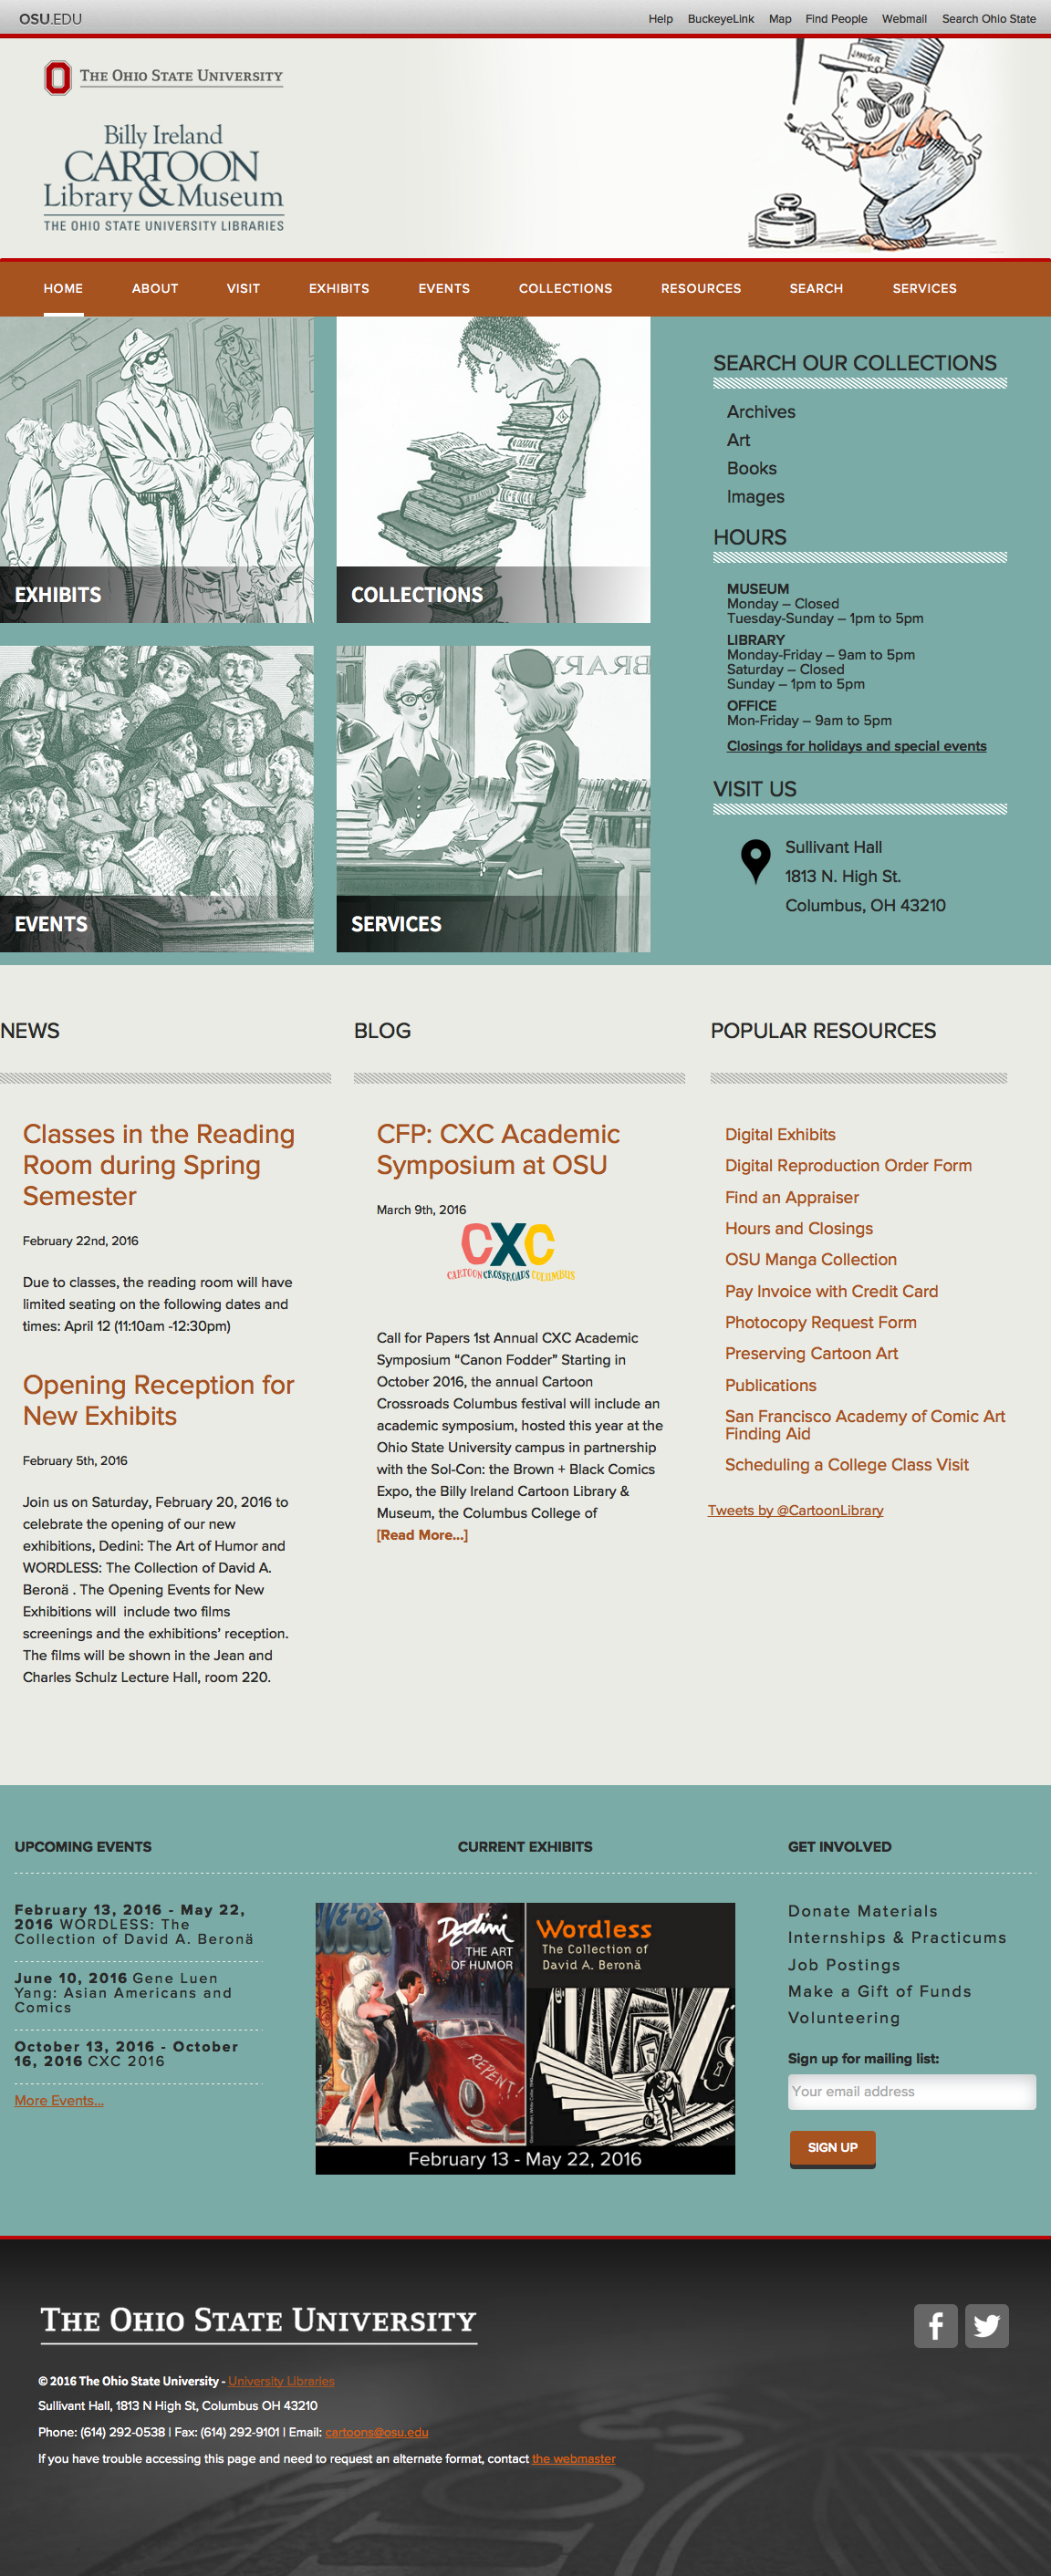 OSU.EDU
Help BuckeyeLink Map Find People Webmail Search Ohio State
THE OHIO STATE UNIVERSITY
Billy Ireland
CARTOON
Library & Museum
THE OHIO STATE UNIVERSITY LIBRARIES
JANITOR
HOME ABOUT VISIT EXHIBITS EVENTS COLLECTIONS RESOURCES SEARCH SERVICES
EXHIBITS
COLLECTIONS
EVENTS
SERVICES
SEARCH OUR COLLECTIONS
Archives
Art
Books
Images
HOURS
MUSEUM
Monday – Closed
Tuesday-Sunday – 1pm to 5pm
LIBRARY
Monday-Friday – 9am to 5pm
Saturday – Closed
Sunday – 1pm to 5pm
OFFICE
Mon-Friday – 9am to 5pm
Closings for holidays and special events
VISIT US
Sullivant Hall
1813 N. High St.
Columbus, OH 43210
NEWS
Classes in the Reading
Room during Spring
Semester
February 22nd, 2016
Due to classes, the reading room will have
limited seating on the following dates and
times: April 12 (11:10am -12:30pm)
Opening Reception for
New Exhibits
February 5th, 2016
Join us on Saturday, February 20, 2016 to
celebrate the opening of our new
exhibitions, Dedini: The Art of Humor and
WORDLESS: The Collection of David A.
Beronä . The Opening Events for New
Exhibitions will  include two films
screenings and the exhibitions’ reception.
The films will be shown in the Jean and
Charles Schulz Lecture Hall, room 220.
BLOG
CFP: CXC Academic
Symposium at OSU
March 9th, 2016
CXC
CARTOON CROSSROADS COLUMBUS
Call for Papers 1st Annual CXC Academic
Symposium “Canon Fodder” Starting in
October 2016, the annual Cartoon
Crossroads Columbus festival will include an
academic symposium, hosted this year at the
Ohio State University campus in partnership
with the Sol-Con: the Brown + Black Comics
Expo, the Billy Ireland Cartoon Library &
Museum, the Columbus College of
[Read More...]
POPULAR RESOURCES
Digital Exhibits
Digital Reproduction Order Form
Find an Appraiser
Hours and Closings
OSU Manga Collection
Pay Invoice with Credit Card
Photocopy Request Form
Preserving Cartoon Art
Publications
San Francisco Academy of Comic Art
Finding Aid
Scheduling a College Class Visit
Tweets by @CartoonLibrary
UPCOMING EVENTS
February 13, 2016 - May 22,
2016 WORDLESS: The
Collection of David A. Beronä
June 10, 2016 Gene Luen
Yang: Asian Americans and
Comics
October 13, 2016 - October
16, 2016 CXC 2016
More Events...
CURRENT EXHIBITS
Dedini
THE ART
OF HUMOR
REPENT!
Wordless
The Collection of
David A. Beronä
February 13 - May 22, 2016
GET INVOLVED
Donate Materials
Internships & Practicums
Job Postings
Make a Gift of Funds
Volunteering
Sign up for mailing list:
Your email address
SIGN UP
THE OHIO STATE UNIVERSITY
© 2016 The Ohio State University - University Libraries
Sullivant Hall, 1813 N High St, Columbus OH 43210
Phone: (614) 292-0538 | Fax: (614) 292-9101 | Email: cartoons@osu.edu
If you have trouble accessing this page and need to request an alternate format, contact the webmaster